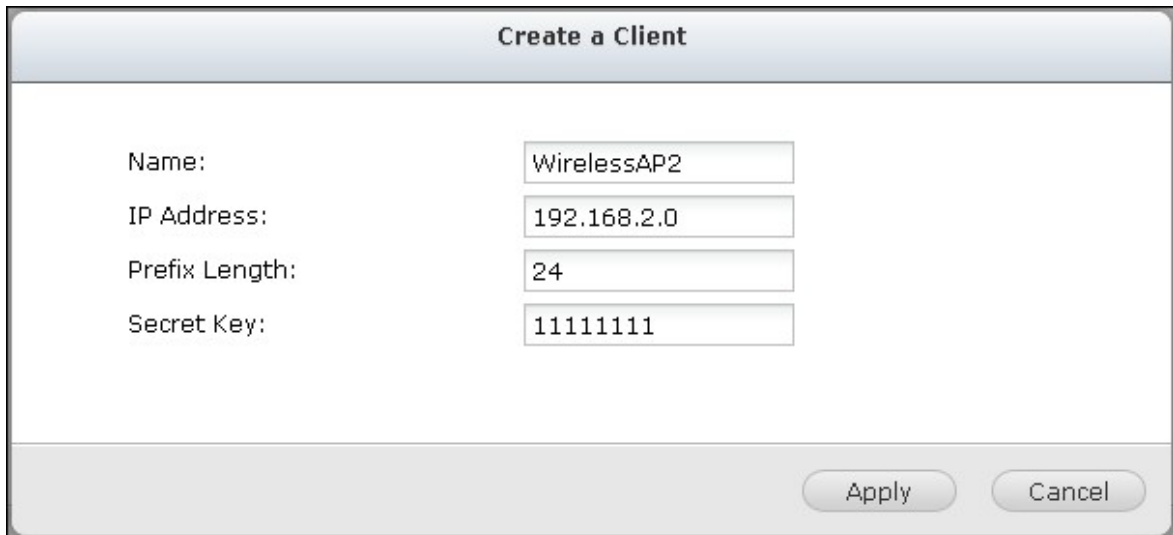 Create a Client
Name: WirelessAP2
IP Address: 192.168.2.0
Prefix Length: 24
Secret Key: 11111111
Apply Cancel